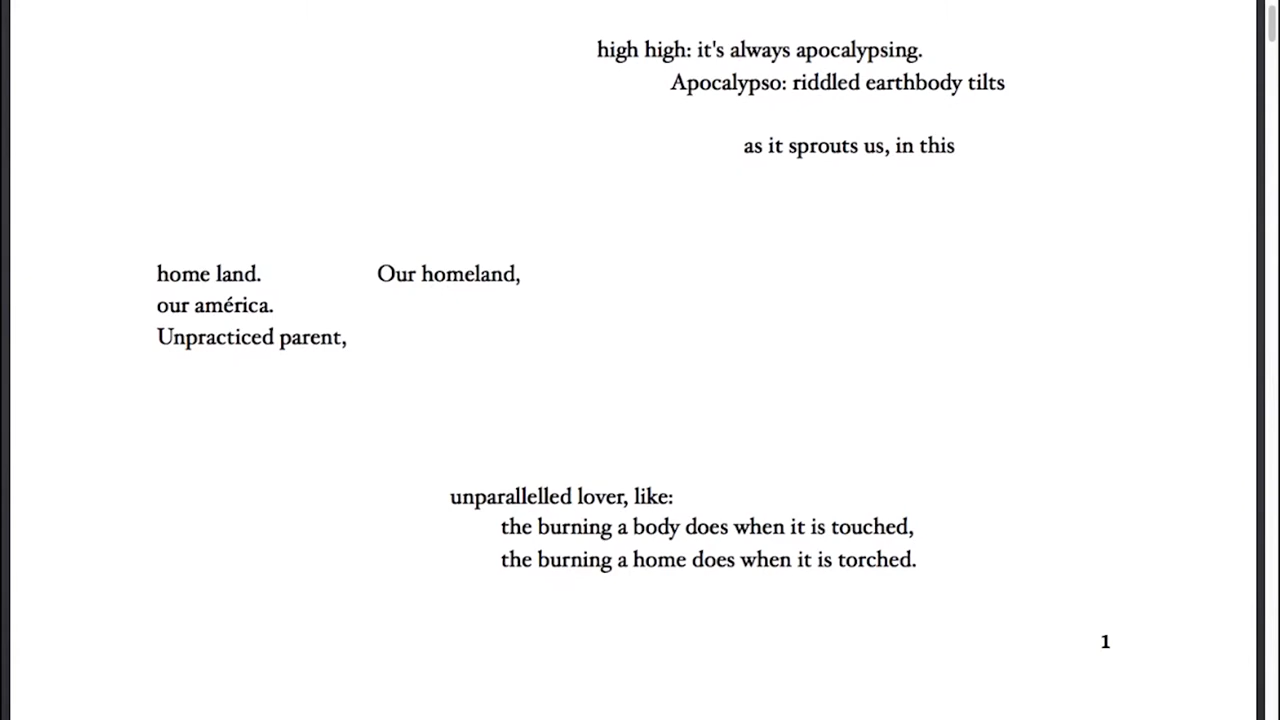 high high: it's always apocalypsing.
Apocalypso: riddled earthbody tilts
as it sprouts us, in this
home land. Our homeland,
our américa.
Unpracticed parent,
unparallelled lover, like:
the burning a body does when it is touched,
the burning a home does when it is torched.
1